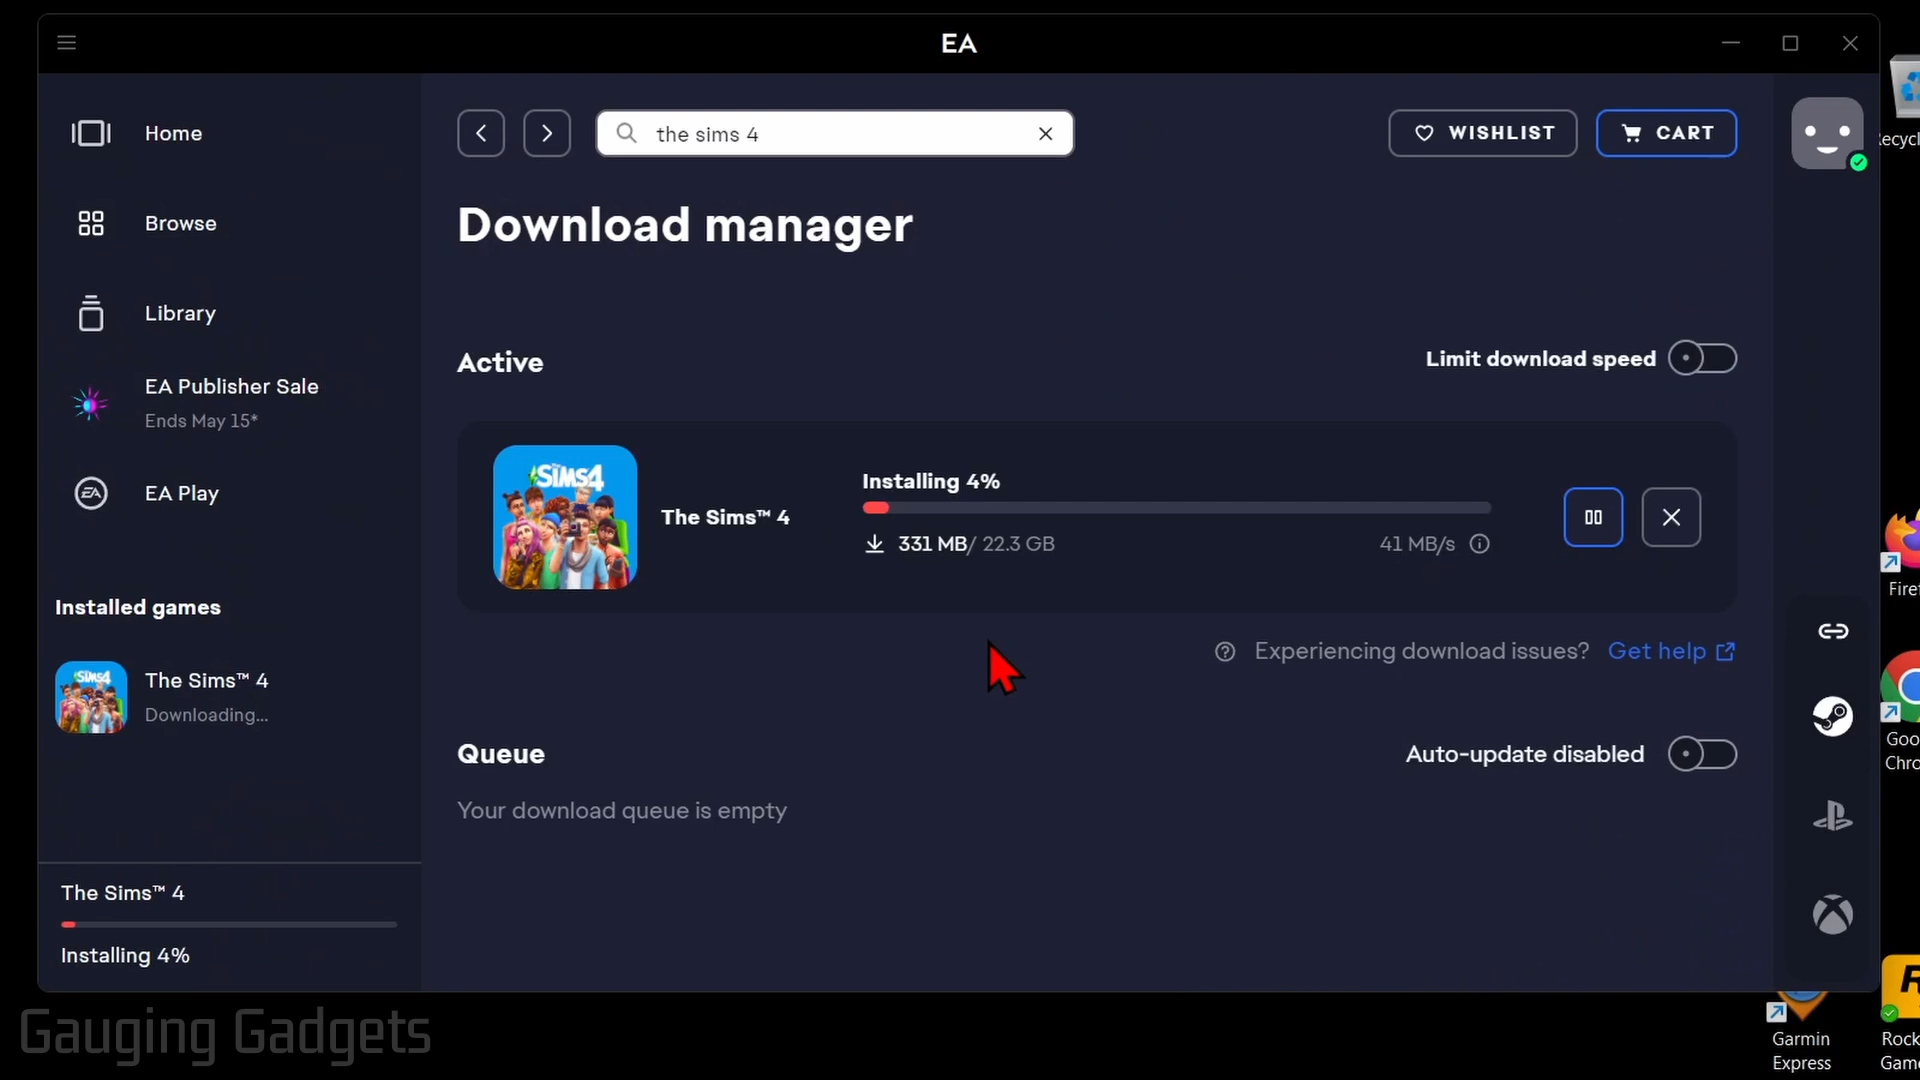 EA
Home
Browse
Library
EA Publisher Sale
Ends May 15*
EA Play
Installed games
The Sims™ 4
Downloading...
The Sims™ 4
Installing 4%
the sims 4
WISHLIST
CART
Download manager
Active
Limit download speed
The SIMS4
The Sims™ 4
Installing 4%
331 MB/ 22.3 GB
41 MB/s
Experiencing download issues? Get help
Queue
Auto-update disabled
Your download queue is empty
Gauging Gadgets
Garmin
Express